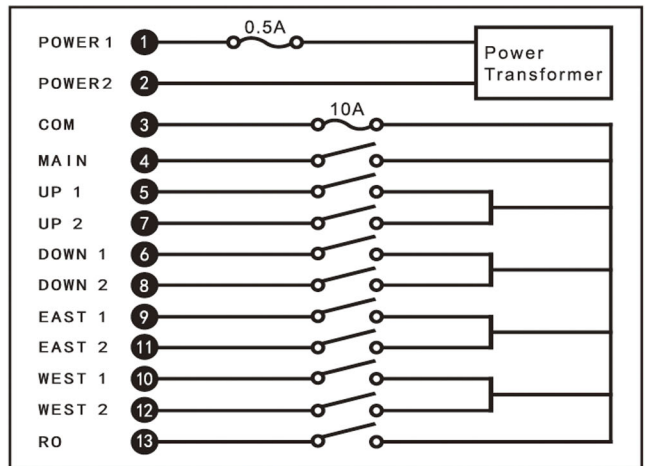 0.5A
POWER1 1
Power
Transformer
POWER2 2
10A
COM 3
MAIN 4
UP 1 5
UP 2 7
DOWN 1 6
DOWN 2 8
EAST 1 9
EAST 2 11
WEST 1 10
WEST 2 12
RO 13